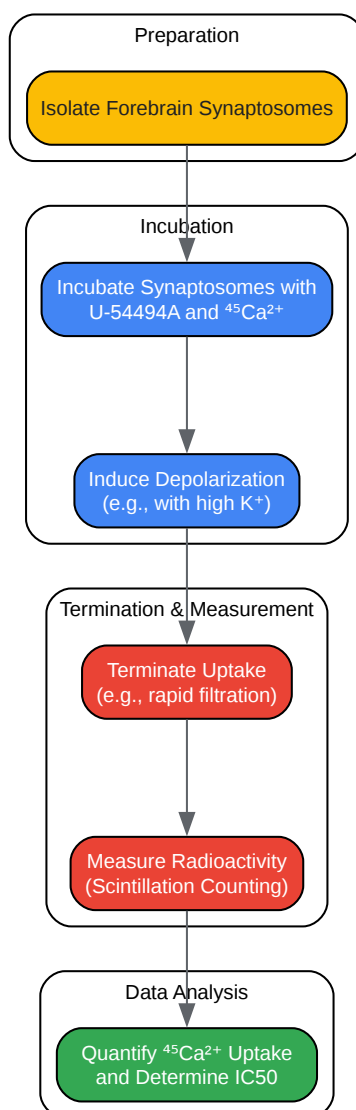 Preparation
Isolate Forebrain Synaptosomes
Incubation
Incubate Synaptosomes with
U-54494A and ⁴⁵Ca²⁺
Induce Depolarization
(e.g., with high K⁺)
Termination & Measurement
Terminate Uptake
(e.g., rapid filtration)
Measure Radioactivity
(Scintillation Counting)
Data Analysis
Quantify ⁴⁵Ca²⁺ Uptake
and Determine IC50